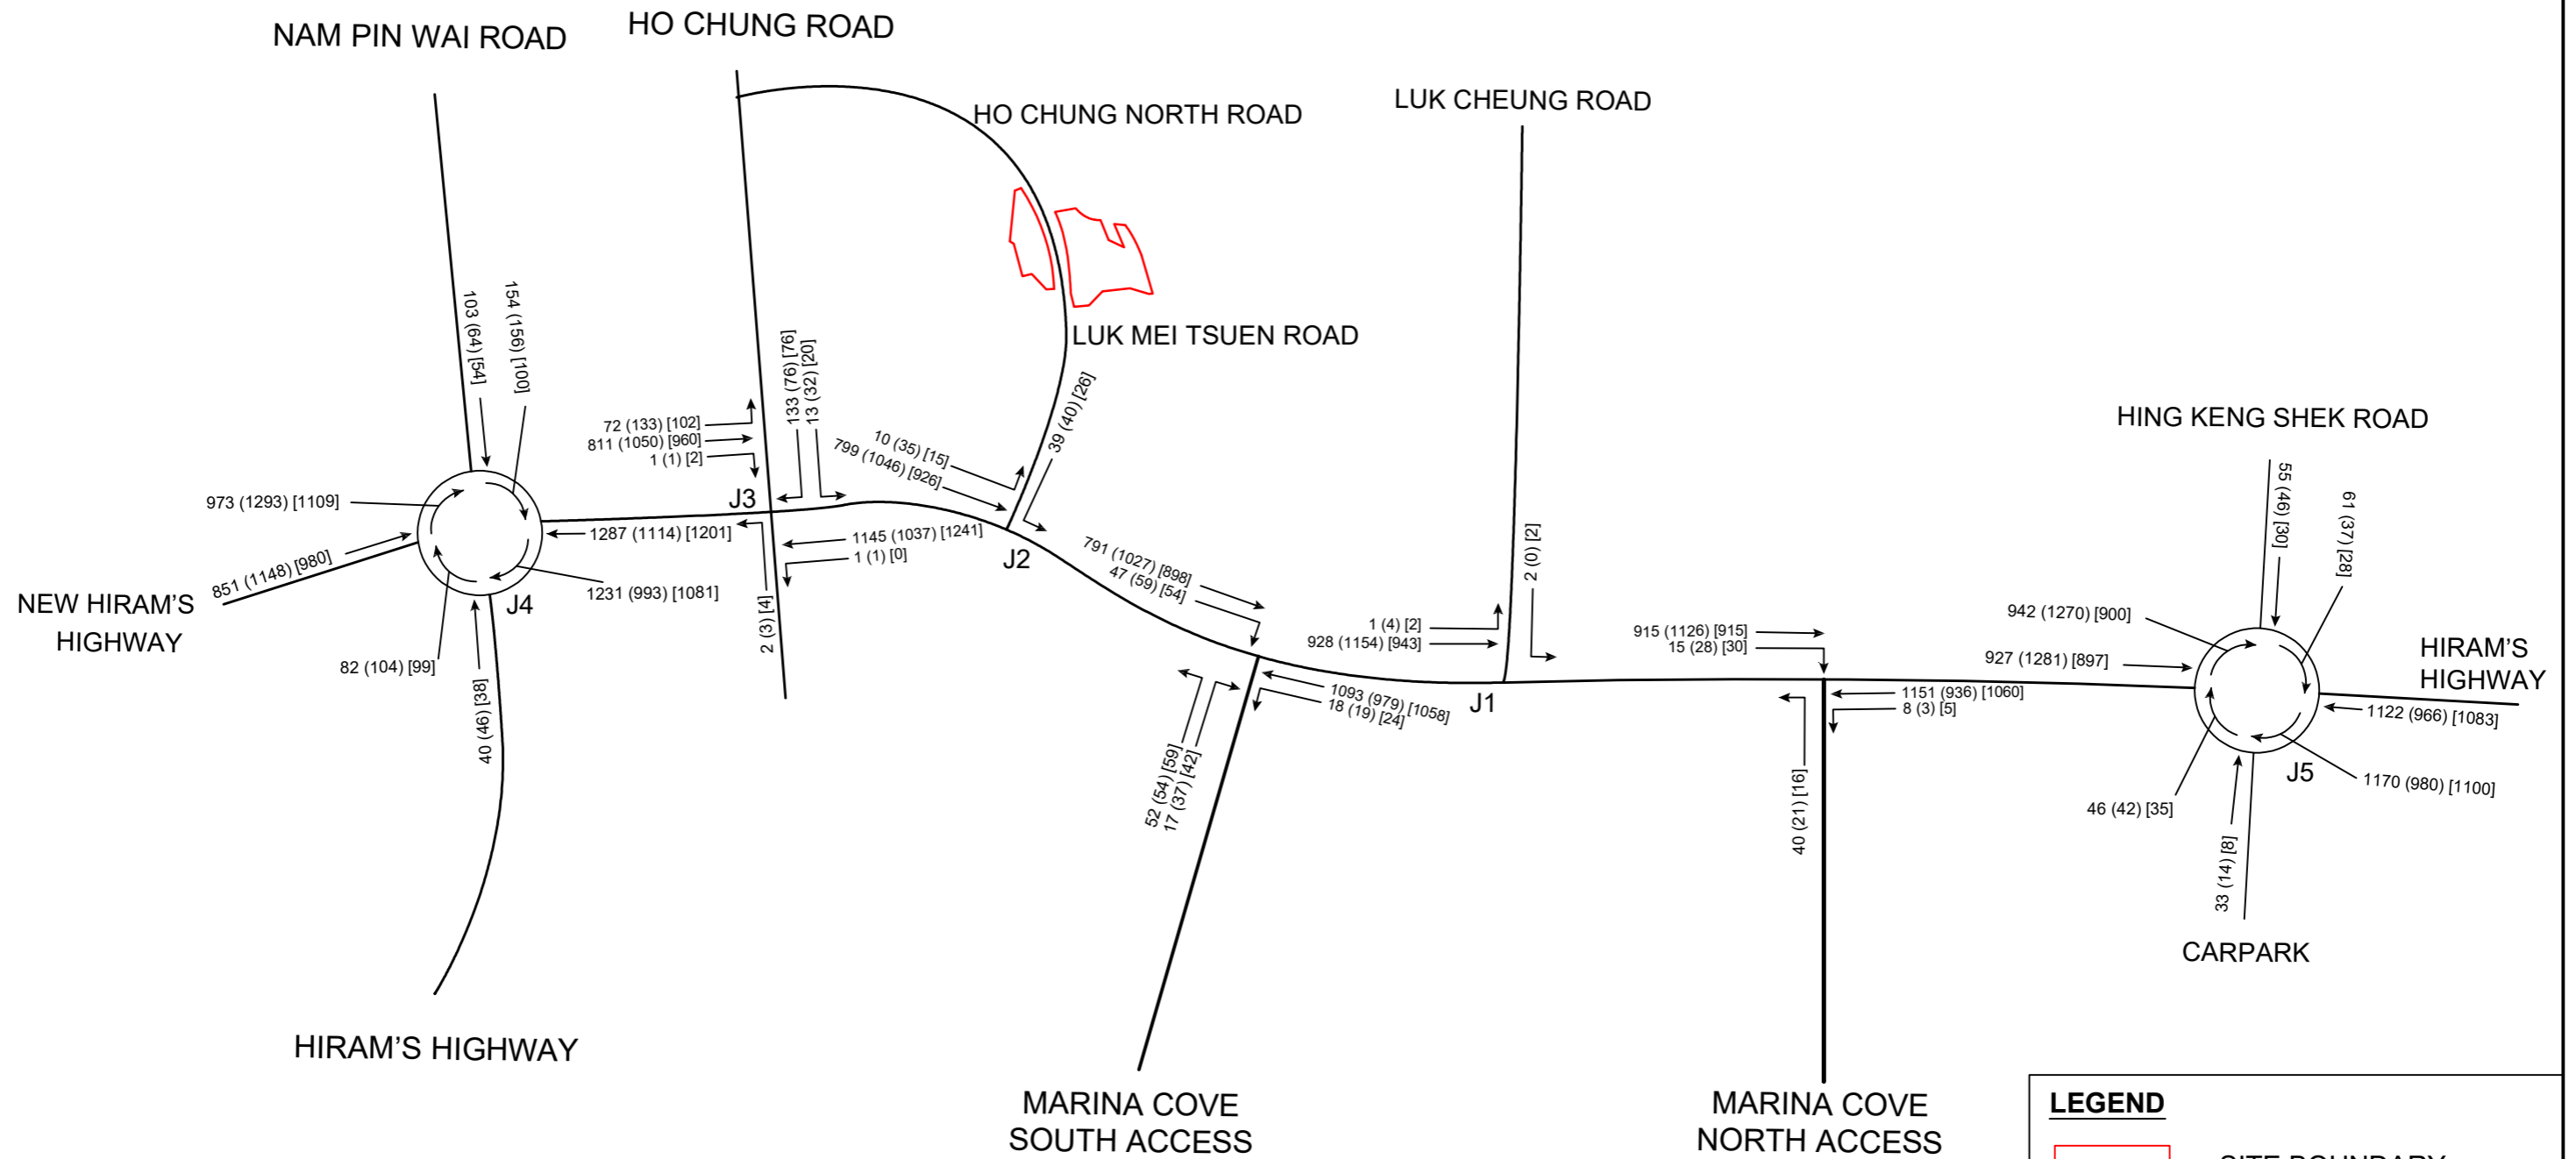 NAM PIN WAI ROAD
HO CHUNG ROAD
HO CHUNG NORTH ROAD
LUK CHEUNG ROAD
LUK MEI TSUEN ROAD
HING KENG SHEK ROAD
103 (64) [54]
154 (156) [100]
973 (1293) [1109]
851 (1148) [980]
NEW HIRAM'S
HIGHWAY
82 (104) [99]
40 (46) [38]
J4
1231 (993) [1081]
1287 (1114) [1201]
HIRAM'S HIGHWAY
72 (133) [102]
811 (1050) [960]
1 (1) [2]
J3
133 (76) [76]
13 (32) [20]
2 (3) [4]
1145 (1037) [1241]
1 (1) [0]
10 (35) [15]
799 (1046) [926]
39 (40) [26]
J2
791 (1027) [898]
47 (59) [54]
52 (54) [59]
17 (37) [42]
1093 (979) [1058]
18 (19) [24]
MARINA COVE
SOUTH ACCESS
1 (4) [2]
928 (1154) [943]
2 (0) [2]
J1
915 (1126) [915]
15 (28) [30]
40 (21) [16]
1151 (936) [1060]
8 (3) [5]
MARINA COVE
NORTH ACCESS
55 (46) [30]
61 (37) [28]
942 (1270) [900]
927 (1281) [897]
HIRAM'S
HIGHWAY
1122 (966) [1083]
J5
1170 (980) [1100]
46 (42) [35]
33 (14) [8]
CARPARK
LEGEND
SITE BOUNDARY